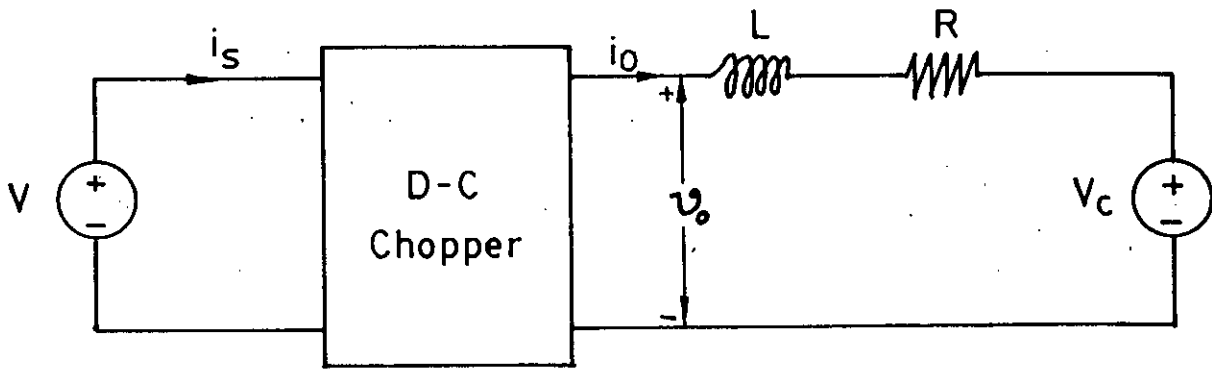 i_s
i_o
L
R
+
V
+
-
D-C
Chopper
v_o
V_c
+
-
-